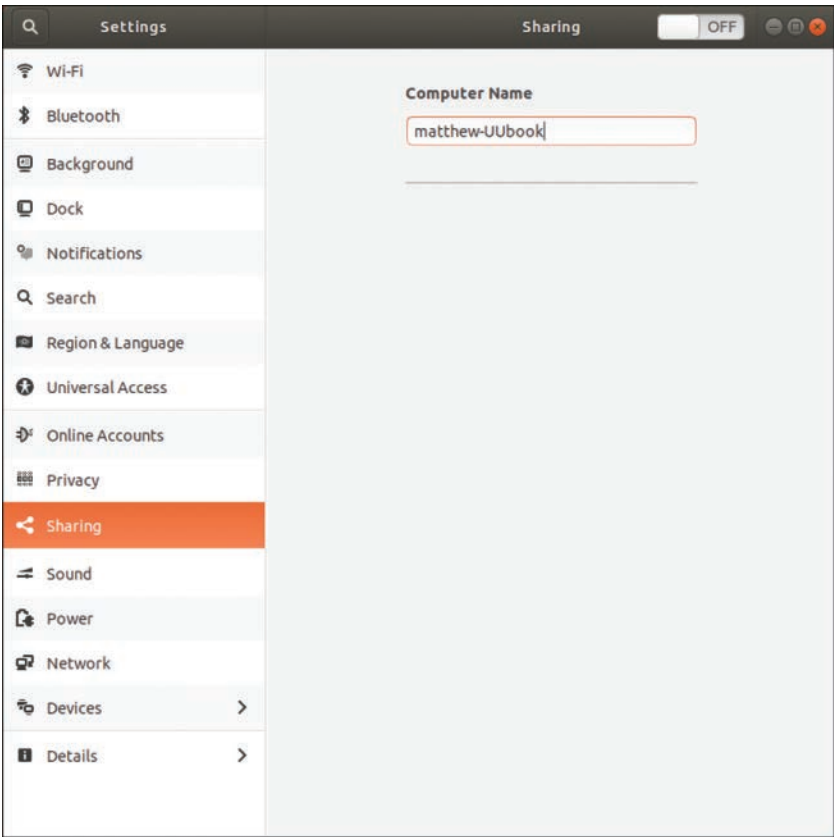 Settings
Sharing
OFF
Wi-Fi
Bluetooth
Background
Dock
Notifications
Search
Region & Language
Universal Access
Online Accounts
Privacy
Sharing
Sound
Power
Network
Devices
Details
Computer Name
matthew-UUbook